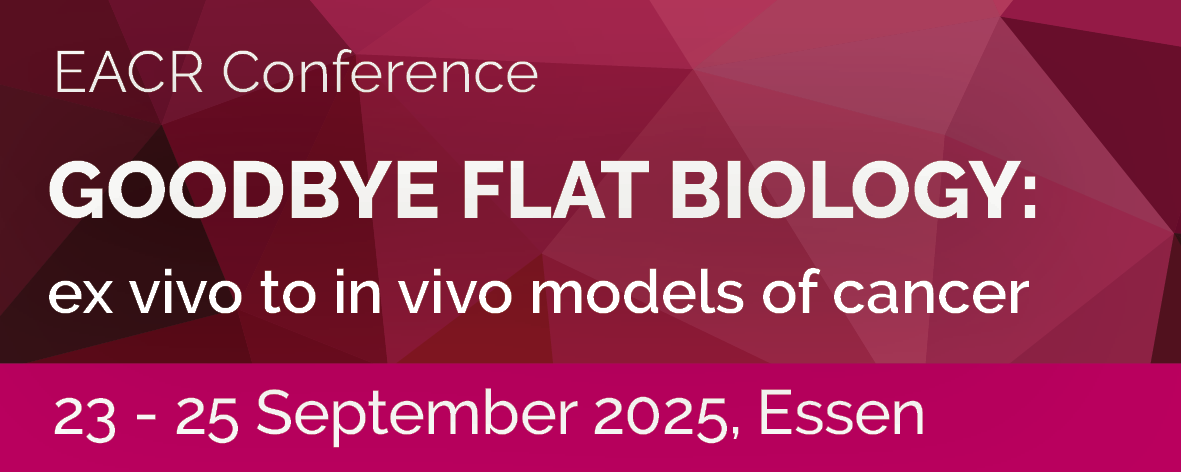 EACR Conference
GOODBYE FLAT BIOLOGY:
ex vivo to in vivo models of cancer
23 - 25 September 2025, Essen